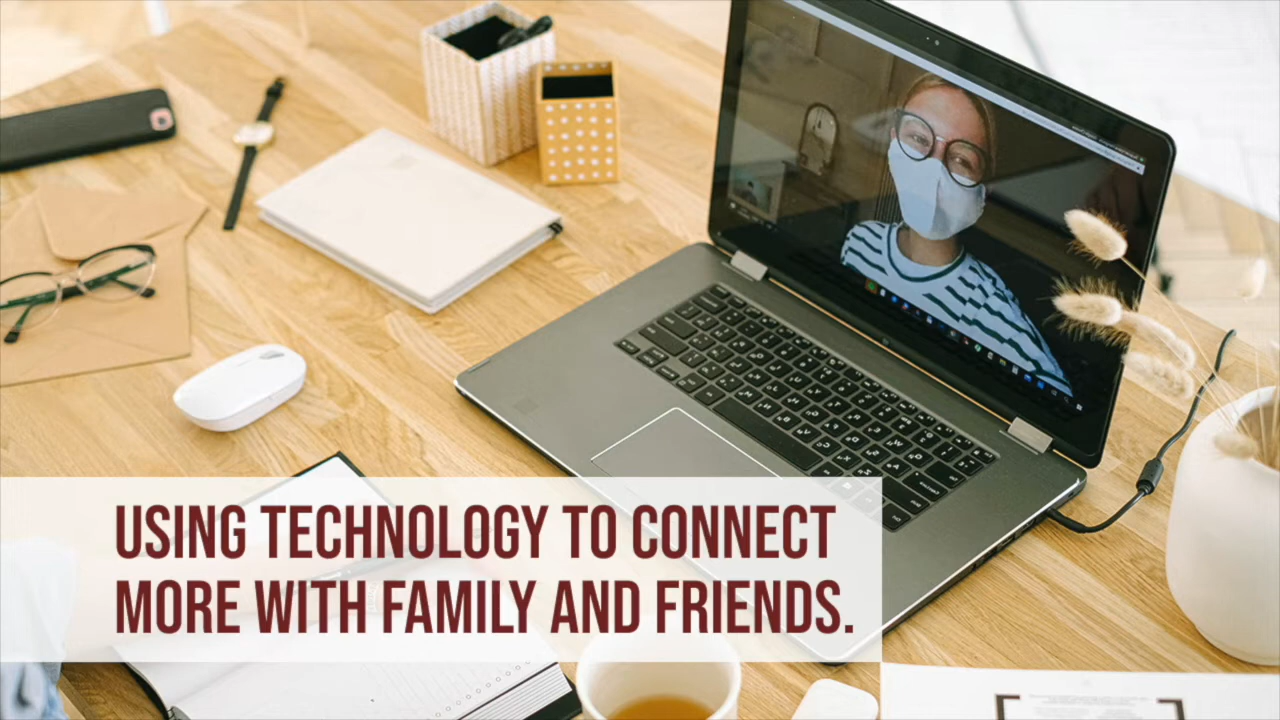 USING TECHNOLOGY TO CONNECT
MORE WITH FAMILY AND FRIENDS.